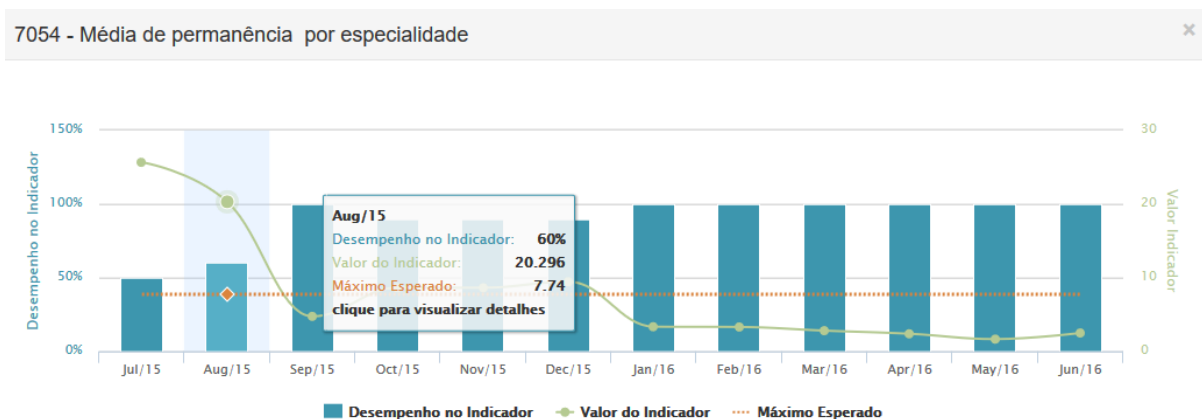 7054 - Média de permanência por especialidade
×
150%
100%
50%
0%
Desempenho no Indicador
30
20
10
0
Valor Indicador
Aug/15
Desempenho no Indicador: 60%
Valor do Indicador: 20.296
Máximo Esperado: 7.74
clique para visualizar detalhes
Jul/15 Aug/15 Sep/15 Oct/15 Nov/15 Dec/15 Jan/16 Feb/16 Mar/16 Apr/16 May/16 Jun/16
Desempenho no Indicador Valor do Indicador Máximo Esperado